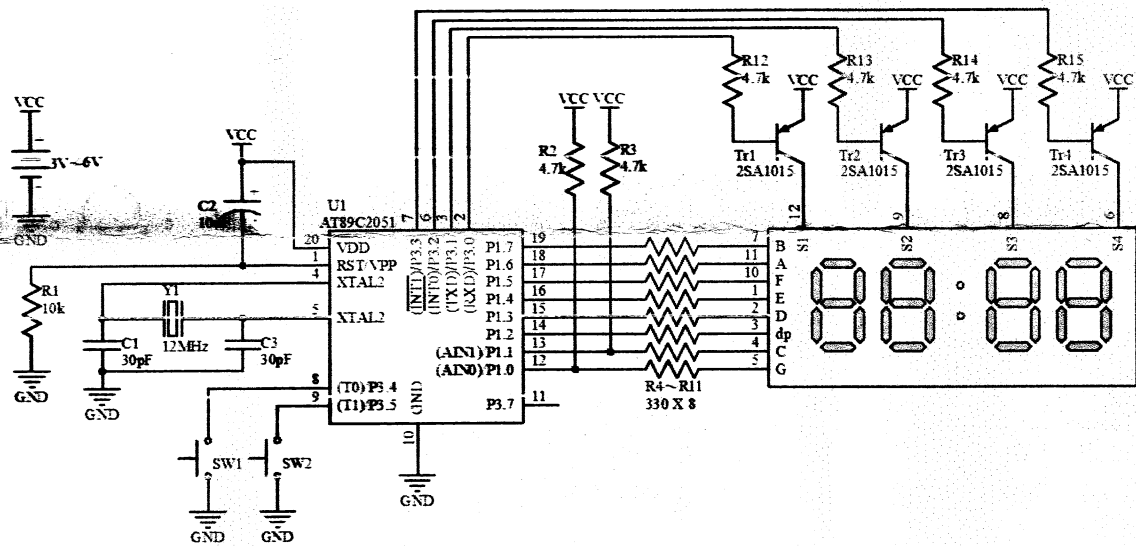 R12
4.7k
R13
4.7k
R14
4.7k
R15
4.7k
VCC
VCC
VCC
VCC
VCC
3V~6V
GND
VCC
C2
VCC
VCC
R2
4.7k
R3
4.7k
Tr1
2SA1015
Tr2
2SA1015
Tr3
2SA1015
Tr4
2SA1015
U1
AT89C2051
7
6
3
2
12
9
8
6
20
VDD
1
RST/VPP
4
XTAL2
5
XTAL2
8
(T0)/P3.4
9
(T1)/P3.5
(INT1)/P3.3
(INT0)/P3.2
(TXD)/P3.1
(RXD)/P3.0
GND
10
P1.7
19
P1.6
18
P1.5
17
P1.4
16
P1.3
15
P1.2
14
(AIN1)/P1.1
13
(AIN0)/P1.0
12
P3.7
11
R4~R11
330 X 8
7
B
11
A
10
F
1
E
2
D
3
dp
4
C
5
G
S1
S2
S3
S4
R1
10k
GND
Y1
12MHz
C1
30pF
C3
30pF
GND
SW1
SW2
GND
GND
GND